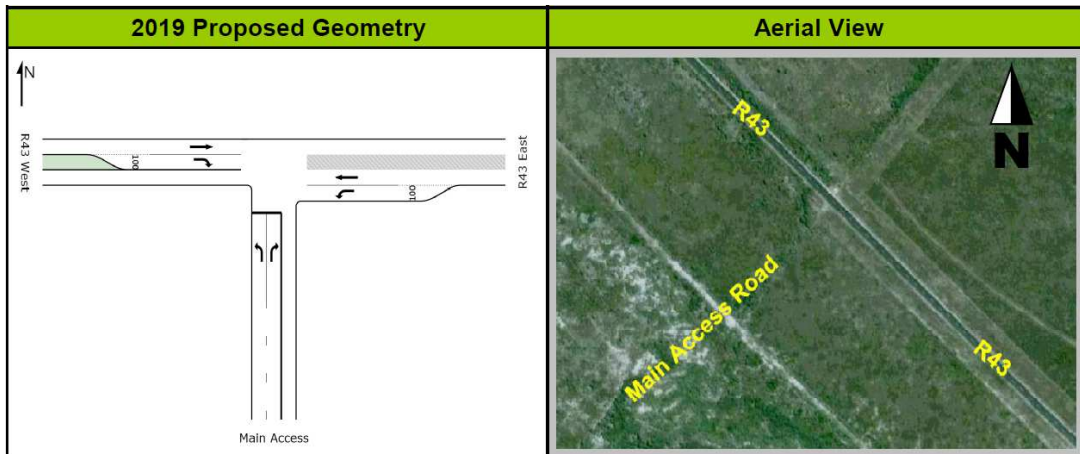 2019 Proposed Geometry
Aerial View
N
R43 West
100
100
R43 East
Main Access
R43
N
Main Access Road
R43